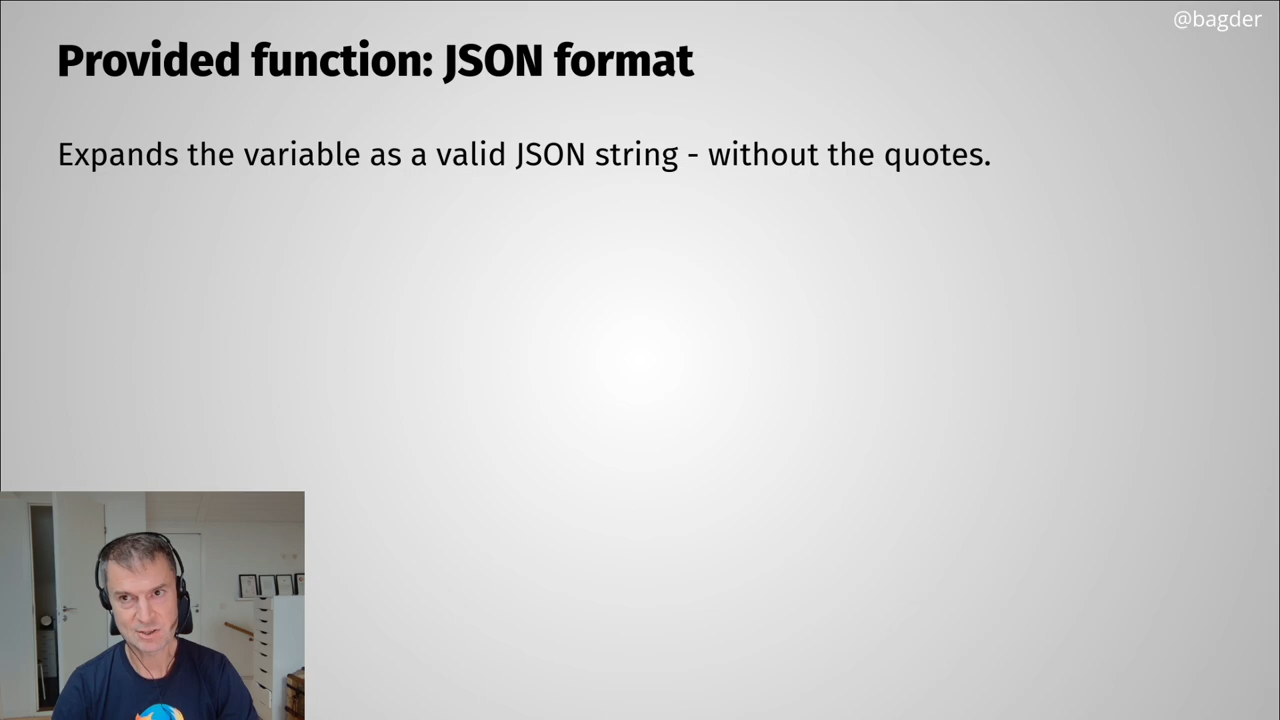 @bagder
Provided function: JSON format
Expands the variable as a valid JSON string - without the quotes.